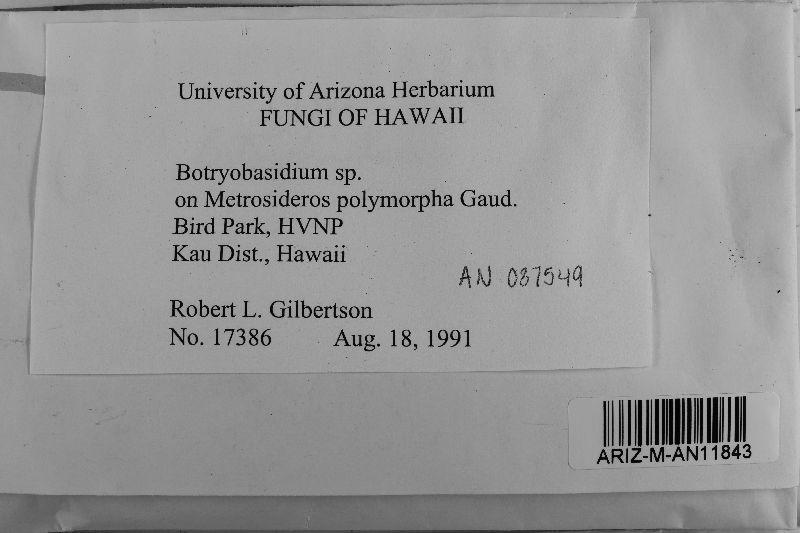 University of Arizona Herbarium
FUNGI OF HAWAII
Botryobasidium sp.
on Metrosideros polymorpha Gaud.
Bird Park, HVNP
Kau Dist., Hawaii
AN 037549
Robert L. Gilbertson
No. 17386 Aug. 18, 1991
ARIZ-M-AN11843